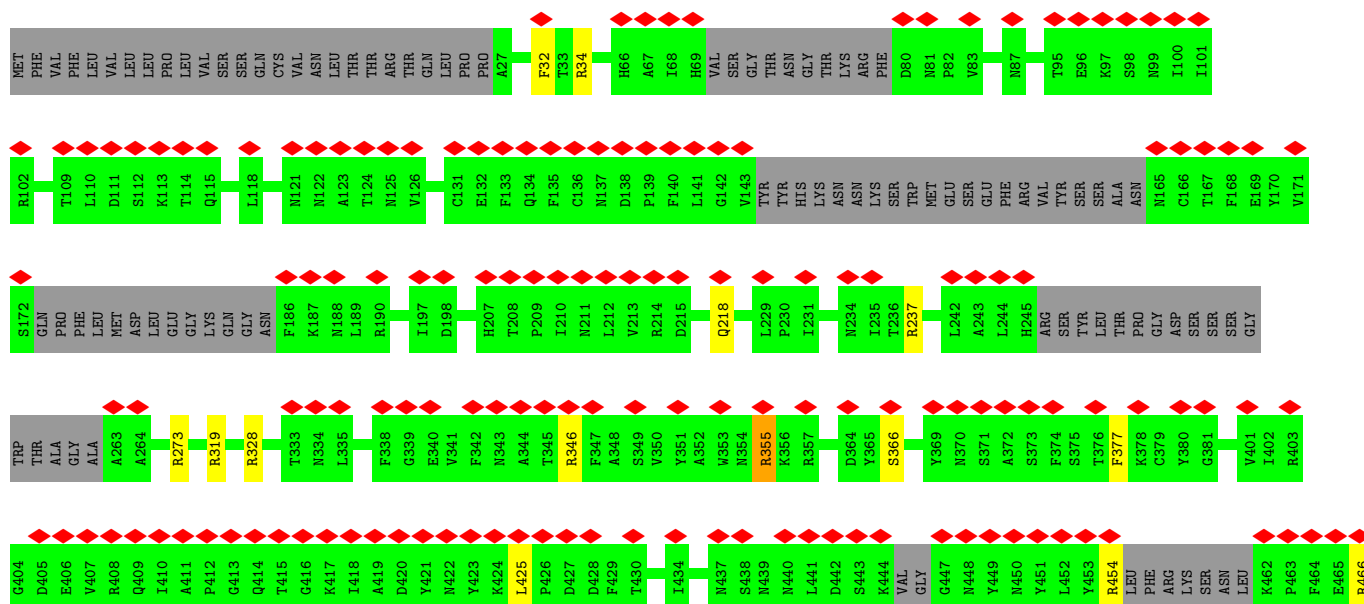 MET PHE VAL PHE LEU VAL LEU LEU PRO LEU VAL SER SER GLN CYS VAL ASN LEU THR THR ARG THR GLN LEU PRO PRO A27 F32 T33 R34 H66 A67 I68 H69 VAL SER GLY THR ASN GLY THR LYS ARG PHE D80 N81 P82 V83 N87 T95 E96 K97 S98 N99 I100 I101
R102 T109 L110 D111 S112 K113 T114 Q115 L118 N121 N122 A123 T124 N125 V126 C131 E132 F133 Q134 F135 C136 N137 D138 P139 F140 L141 G142 V143 TYR TYR HIS LYS ASN ASN LYS SER TRP MET GLU SER GLU PHE ARG VAL TYR SER SER ALA ASN N165 C166 T167 F168 E169 Y170 V171
S172 GLN PRO PHE LEU MET ASP LEU GLU GLY LYS GLN GLY ASN F186 K187 N188 L189 R190 I197 D198 H207 T208 P209 I210 N211 L212 V213 R214 D215 Q218 L229 P230 I231 N234 I235 T236 R237 L242 A243 L244 H245 ARG SER TYR LEU THR PRO GLY ASP SER SER SER GLY
TRP THR ALA GLY ALA A263 A264 R273 R319 R328 T333 N334 L335 F338 G339 E340 V341 F342 N343 A344 T345 R346 F347 A348 S349 V350 Y351 A352 W353 N354 R355 K356 R357 D364 Y365 S366 Y369 N370 S371 A372 S373 F374 S375 T376 F377 K378 C379 Y380 G381 V401 I402 R403
G404 D405 E406 V407 R408 Q409 I410 A411 P412 G413 Q414 T415 G416 K417 I418 A419 D420 Y421 N422 Y423 K424 L425 P426 D427 D428 F429 T430 I434 N437 S438 N439 N440 L441 D442 S443 K444 VAL GLY G447 N448 Y449 N450 Y451 L452 Y453 R454 LEU PHE ARG LYS SER ASN LEU K462 P463 F464 E465 R466